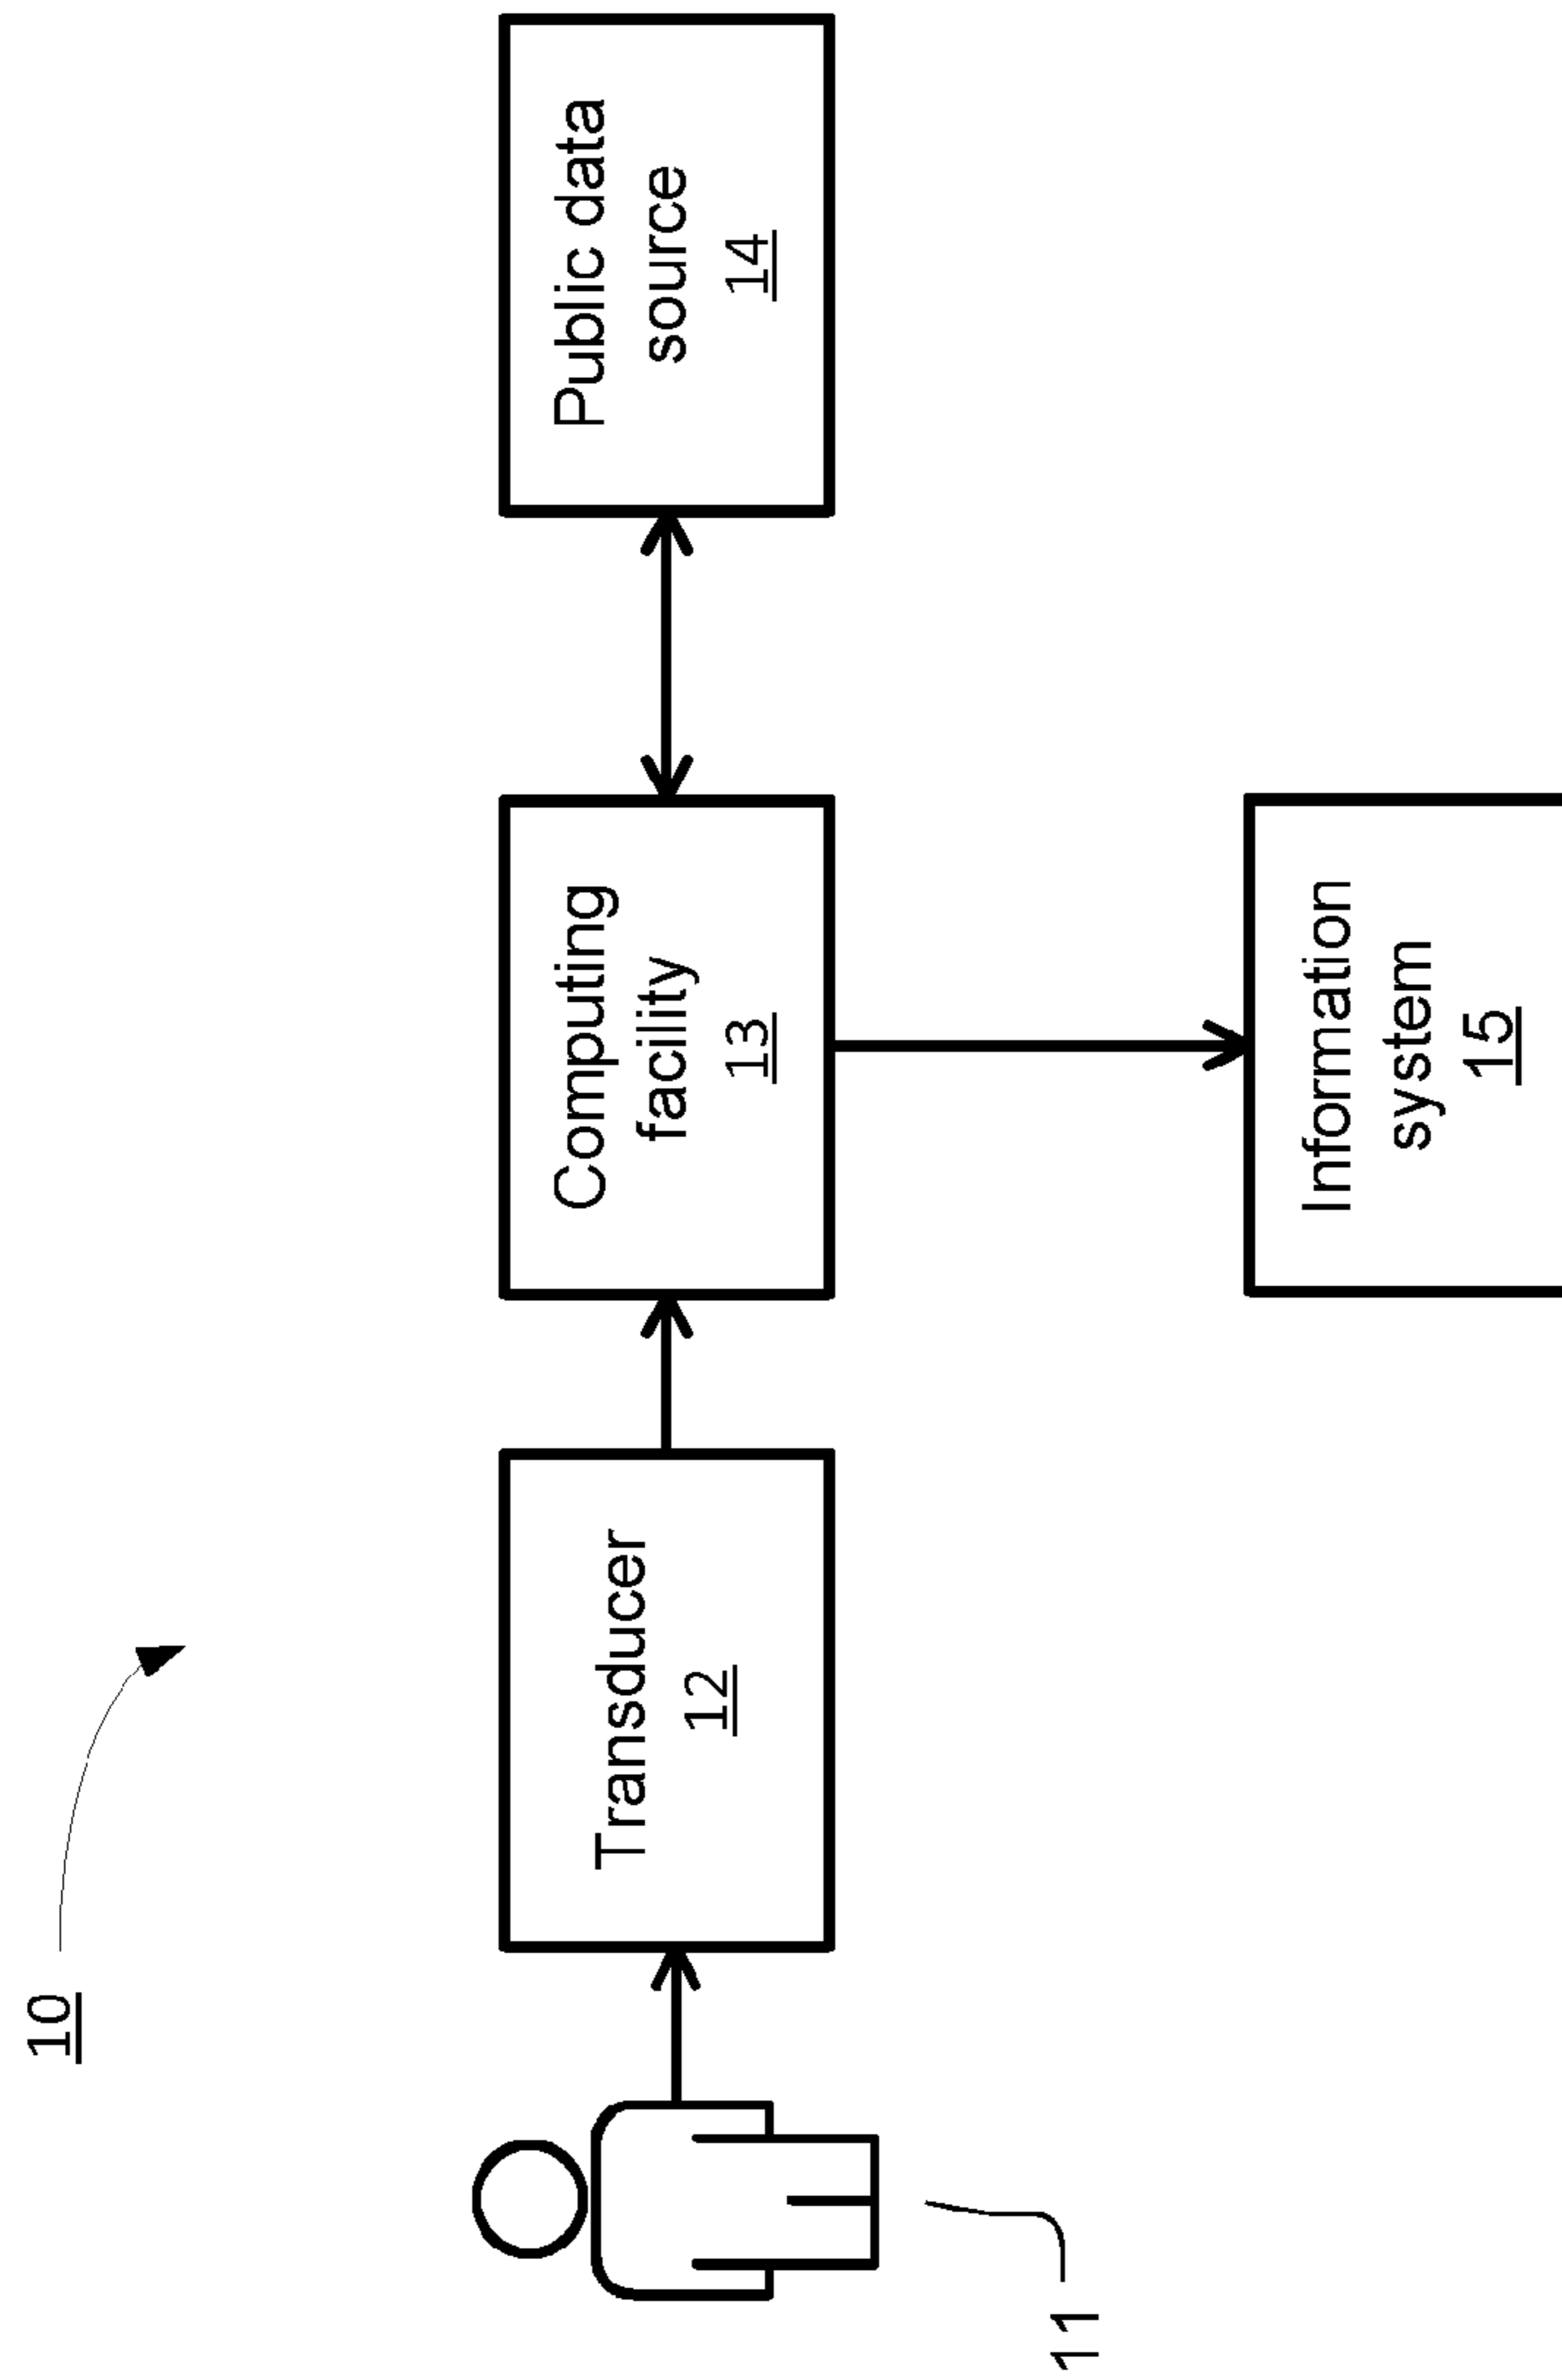 10
11
Transducer
12
Computing
facility
13
Public data
source
14
Information
system
15